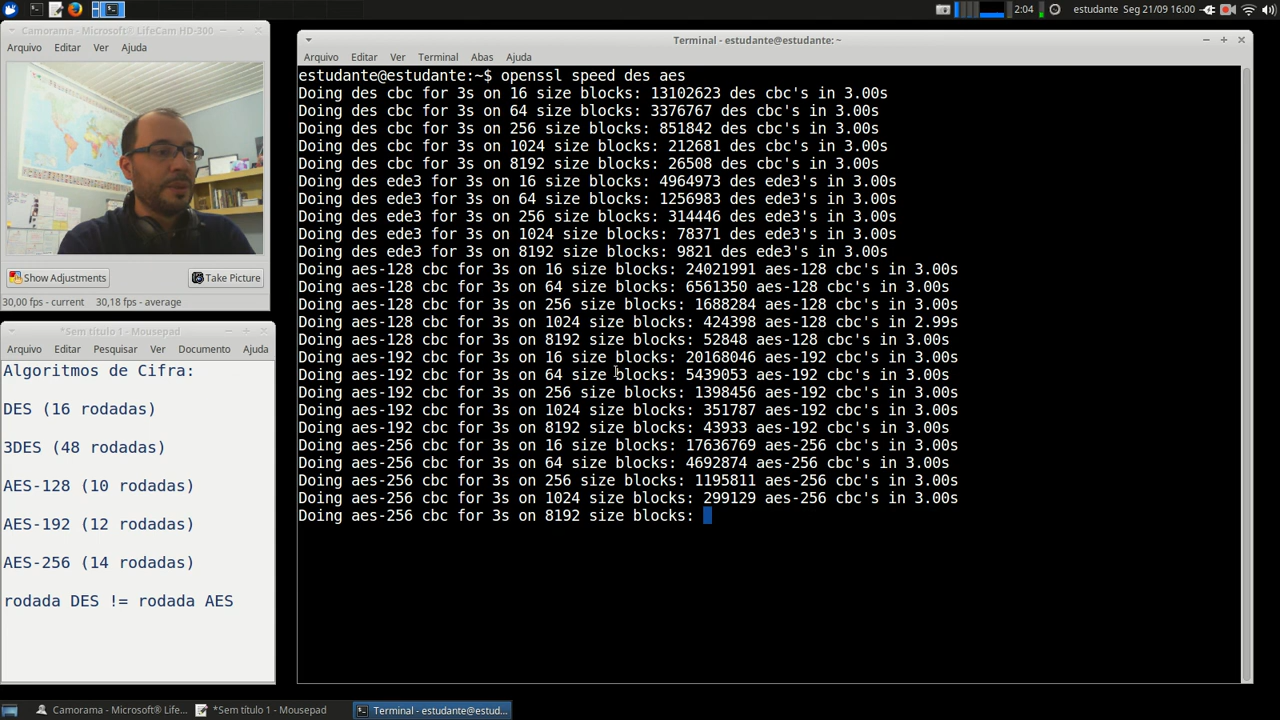 2:04
estudante Seg 21/09 16:00
Camorama - Microsoft® LifeCam HD-300
Arquivo Editar Ver Ajuda
Show Adjustments
Take Picture
30,00 fps - current 30,18 fps - average
*Sem título 1 - Mousepad
Arquivo Editar Pesquisar Ver Documento Ajuda
Algoritmos de Cifra:
DES (16 rodadas)
3DES (48 rodadas)
AES-128 (10 rodadas)
AES-192 (12 rodadas)
AES-256 (14 rodadas)
rodada DES != rodada AES
Terminal - estudante@estudante: ~
Arquivo Editar Ver Terminal Abas Ajuda
estudante@estudante:~$ openssl speed des aes
Doing des cbc for 3s on 16 size blocks: 13102623 des cbc's in 3.00s
Doing des cbc for 3s on 64 size blocks: 3376767 des cbc's in 3.00s
Doing des cbc for 3s on 256 size blocks: 851842 des cbc's in 3.00s
Doing des cbc for 3s on 1024 size blocks: 212681 des cbc's in 3.00s
Doing des cbc for 3s on 8192 size blocks: 26508 des cbc's in 3.00s
Doing des ede3 for 3s on 16 size blocks: 4964973 des ede3's in 3.00s
Doing des ede3 for 3s on 64 size blocks: 1256983 des ede3's in 3.00s
Doing des ede3 for 3s on 256 size blocks: 314446 des ede3's in 3.00s
Doing des ede3 for 3s on 1024 size blocks: 78371 des ede3's in 3.00s
Doing des ede3 for 3s on 8192 size blocks: 9821 des ede3's in 3.00s
Doing aes-128 cbc for 3s on 16 size blocks: 24021991 aes-128 cbc's in 3.00s
Doing aes-128 cbc for 3s on 64 size blocks: 6561350 aes-128 cbc's in 3.00s
Doing aes-128 cbc for 3s on 256 size blocks: 1688284 aes-128 cbc's in 3.00s
Doing aes-128 cbc for 3s on 1024 size blocks: 424398 aes-128 cbc's in 2.99s
Doing aes-128 cbc for 3s on 8192 size blocks: 52848 aes-128 cbc's in 3.00s
Doing aes-192 cbc for 3s on 16 size blocks: 20168046 aes-192 cbc's in 3.00s
Doing aes-192 cbc for 3s on 64 size blocks: 5439053 aes-192 cbc's in 3.00s
Doing aes-192 cbc for 3s on 256 size blocks: 1398456 aes-192 cbc's in 3.00s
Doing aes-192 cbc for 3s on 1024 size blocks: 351787 aes-192 cbc's in 3.00s
Doing aes-192 cbc for 3s on 8192 size blocks: 43933 aes-192 cbc's in 3.00s
Doing aes-256 cbc for 3s on 16 size blocks: 17636769 aes-256 cbc's in 3.00s
Doing aes-256 cbc for 3s on 64 size blocks: 4692874 aes-256 cbc's in 3.00s
Doing aes-256 cbc for 3s on 256 size blocks: 1195811 aes-256 cbc's in 3.00s
Doing aes-256 cbc for 3s on 1024 size blocks: 299129 aes-256 cbc's in 3.00s
Doing aes-256 cbc for 3s on 8192 size blocks:
Camorama - Microsoft® Life...
*Sem título 1 - Mousepad
Terminal - estudante@estud...